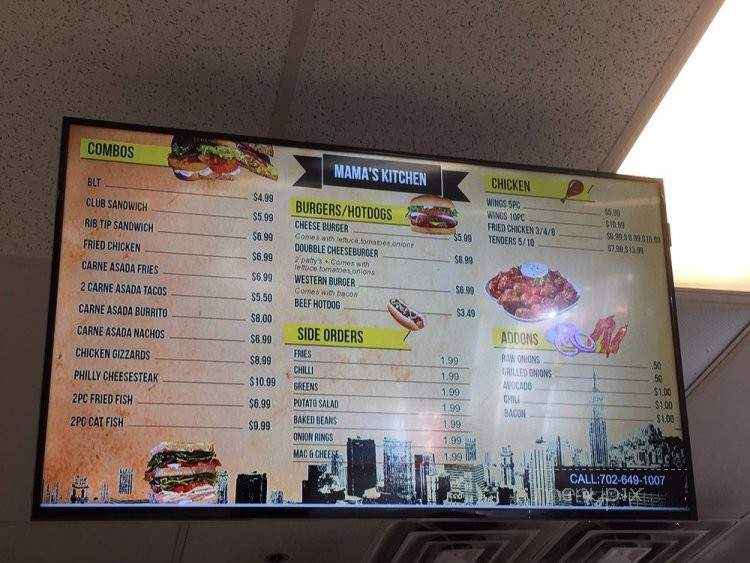 COMBOS
BLT $4.99
CLUB SANDWICH $5.99
RIB TIP SANDWICH $6.99
FRIED CHICKEN $6.99
CARNE ASADA FRIES $6.99
2 CARNE ASADA TACOS $5.50
CARNE ASADA BURRITO $8.00
CARNE ASADA NACHOS $6.99
CHICKEN GIZZARDS $8.99
PHILLY CHEESESTEAK $10.99
2PC FRIED FISH $6.99
2PC CAT FISH $9.99
MAMA'S KITCHEN
BURGERS/HOTDOGS
CHEESE BURGER $5.99
Comes with lettuce,tomatoes,onions
DOUBBLE CHEESEBURGER $6.99
2 patty's + Comes with
lettuce,tomatoes,onions
WESTERN BURGER $6.99
Comes with bacon
BEEF HOTDOG $3.49
SIDE ORDERS
FRIES 1.99
CHILLI 1.99
GREENS 1.99
POTATO SALAD 1.99
BAKED BEANS 1.99
ONION RINGS 1.99
MAC & CHEESE 1.99
CHICKEN
WINGS 5PC
WINGS 10PC
FRIED CHICKEN 3/4/8
TENDERS 5/10 $7.99,$13.99
ADDONS
RAW ONIONS .50
GRILLED ONIONS .50
AVOCADO $1.00
CHILI $1.00
BACON $1.00
CALL:702-649-1007
menupix